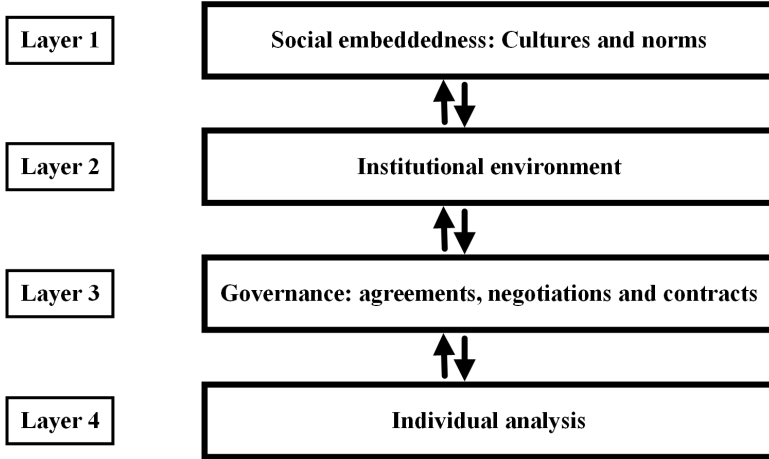 Layer 1
Social embeddedness: Cultures and norms
Layer 2
Institutional environment
Layer 3
Governance: agreements, negotiations and contracts
Layer 4
Individual analysis